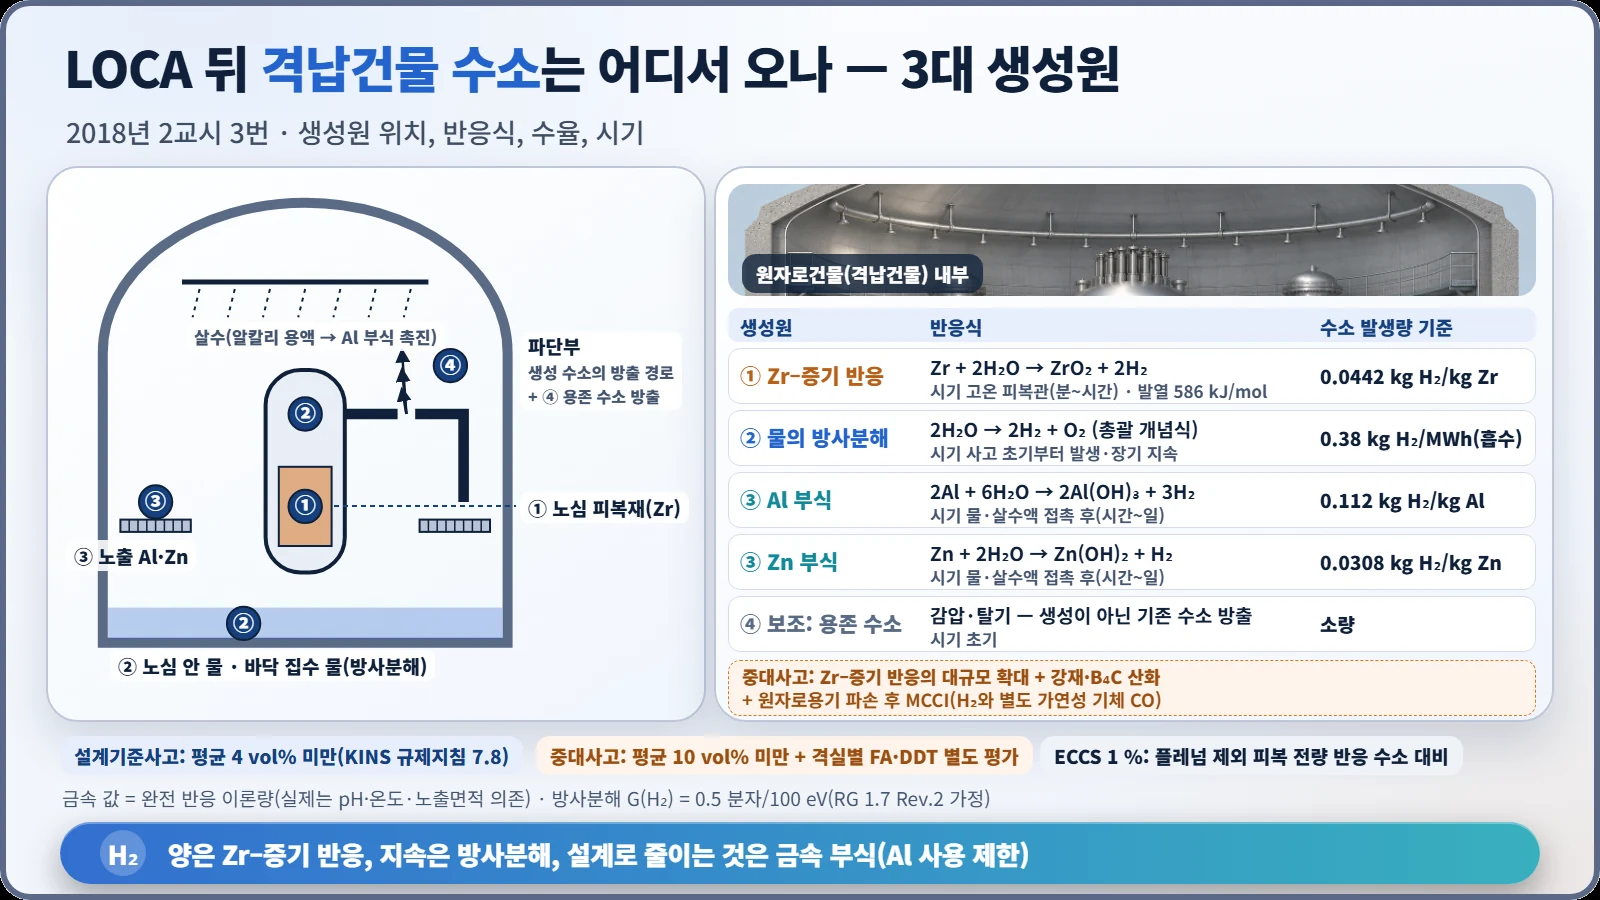 LOCA 뒤 격납건물 수소는 어디서 오나 — 3대 생성원
2018년 2교시 3번 · 생성원 위치, 반응식, 수율, 시기
살수(알칼리 용액 → Al 부식 촉진)
④
파단부
생성 수소의 방출 경로
+ ④ 용존 수소 방출
②
①
① 노심 피복재(Zr)
③
③ 노출 Al·Zn
②
② 노심 안 물 · 바닥 집수 물(방사분해)
원자로건물(격납건물) 내부
생성원 반응식 수소 발생량 기준
① Zr-증기 반응 Zr + 2H₂O → ZrO₂ + 2H₂ 0.0442 kg H₂/kg Zr
시기 고온 피복관(분~시간) · 발열 586 kJ/mol
② 물의 방사분해 2H₂O → 2H₂ + O₂ (총괄 개념식) 0.38 kg H₂/MWh(흡수)
시기 사고 초기부터 발생·장기 지속
③ Al 부식 2Al + 6H₂O → 2Al(OH)₃ + 3H₂ 0.112 kg H₂/kg Al
시기 물·살수액 접촉 후(시간~일)
③ Zn 부식 Zn + 2H₂O → Zn(OH)₂ + H₂ 0.0308 kg H₂/kg Zn
시기 물·살수액 접촉 후(시간~일)
④ 보조: 용존 수소 감압·탈기 — 생성이 아닌 기존 수소 방출 소량
시기 초기
중대사고: Zr-증기 반응의 대규모 확대 + 강재·B₄C 산화
+ 원자로용기 파손 후 MCCI(H₂와 별도 가연성 기체 CO)
설계기준사고: 평균 4 vol% 미만(KINS 규제지침 7.8) 중대사고: 평균 10 vol% 미만 + 격실별 FA·DDT 별도 평가 ECCS 1 %: 플레넘 제외 피복 전량 반응 수소 대비
금속 값 = 완전 반응 이론량(실제는 pH·온도·노출면적 의존) · 방사분해 G(H₂) = 0.5 분자/100 eV(RG 1.7 Rev.2 가정)
H₂ 양은 Zr-증기 반응, 지속은 방사분해, 설계로 줄이는 것은 금속 부식(Al 사용 제한)